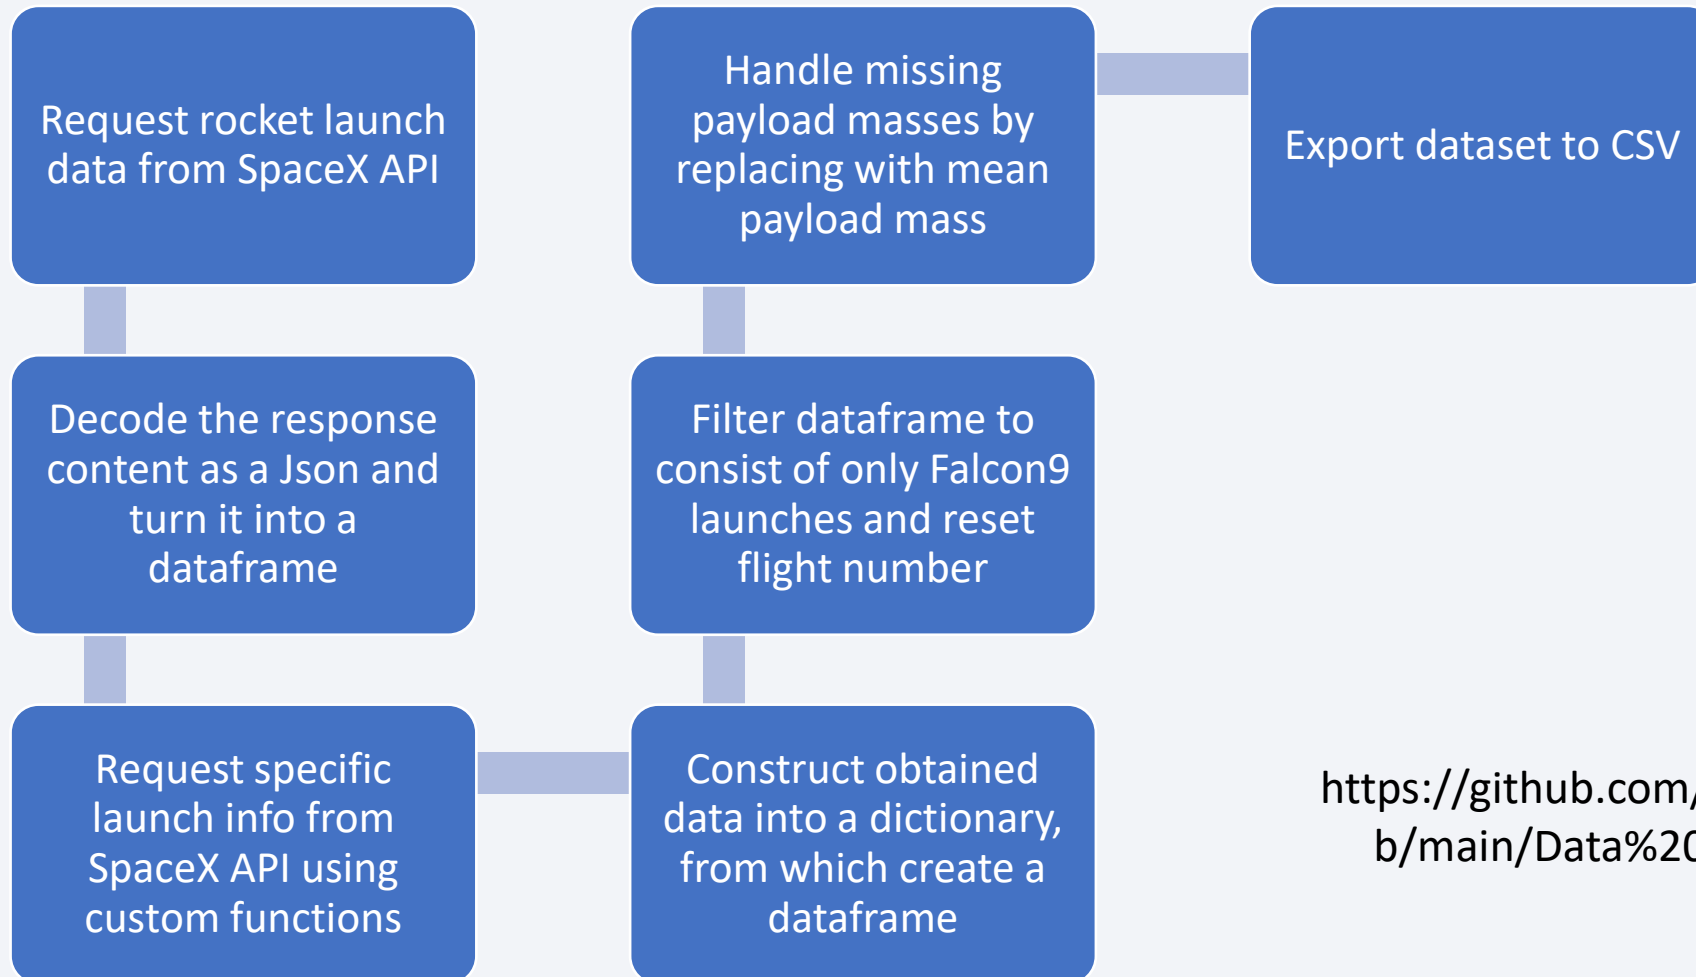 Request rocket launch
data from SpaceX API
Decode the response
content as a Json and
turn it into a
dataframe
Request specific
launch info from
SpaceX API using
custom functions
Construct obtained
data into a dictionary,
from which create a
dataframe
Filter dataframe to
consist of only Falcon9
launches and reset
flight number
Handle missing
payload masses by
replacing with mean
payload mass
Export dataset to CSV
https://github.com/
b/main/Data%20